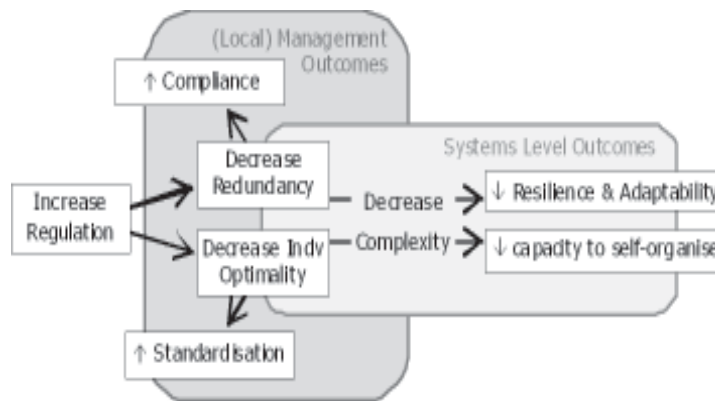 (Local) Management
Outcomes
↑ Compliance
Systems Level Outcomes
Decrease
Redundancy
Increase
Regulation
Decrease
↓ Resilience & Adaptability
Decrease Indv
Optimality
Complexity
↓ capacity to self-organise
↑ Standardisation